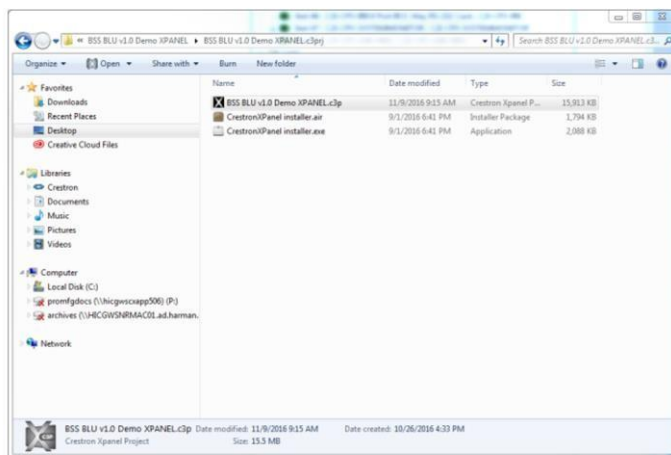 « BSS BLU v1.0 Demo XPANEL ▸ BSS BLU v1.0 Demo XPANEL.c3prj
Search BSS BLU v1.0 Demo XPANEL.c3...
Organize Open Share with Burn New folder
Favorites
Downloads
Recent Places
Desktop
Creative Cloud Files
Libraries
Crestron
Documents
Music
Pictures
Videos
Computer
Local Disk (C:)
promfgdocs (\\hicgwscxapp506) (P:)
archives (\\HICGWSNRMAC01.ad.harman.
Network
Name Date modified Type Size
BSS BLU v1.0 Demo XPANEL.c3p 11/9/2016 9:15 AM Crestron Xpanel P... 15,913 KB
CrestronXPanel installer.air 9/1/2016 6:41 PM Installer Package 1,794 KB
CrestronXPanel installer.exe 9/1/2016 6:41 PM Application 2,088 KB
BSS BLU v1.0 Demo XPANEL.c3p Date modified: 11/9/2016 9:15 AM Date created: 10/26/2016 4:33 PM
Crestron Xpanel Project Size: 15.5 MB